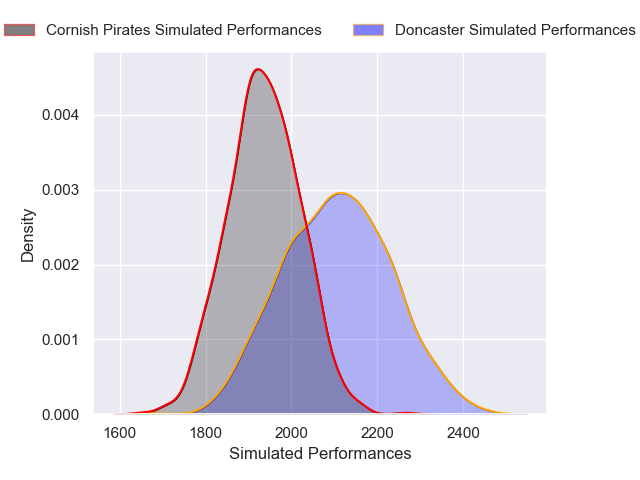 Cornish Pirates Simulated Performances Doncaster Simulated Performances
0.004
0.003
0.002
0.001
0.000
Density
1600 1800 2000 2200 2400
Simulated Performances